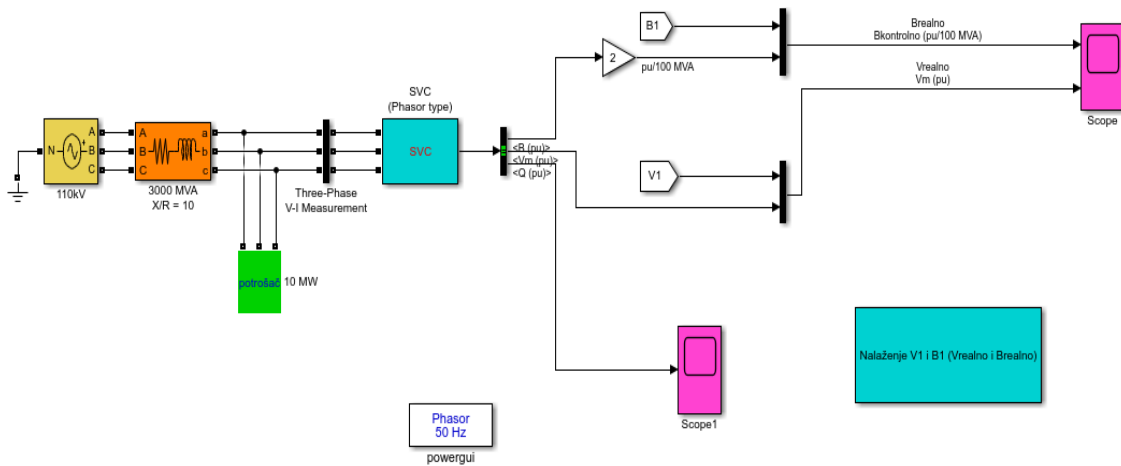 B1
Brealno
Bkontrolno (pu/100 MVA)
2
pu/100 MVA
Vrealno
Vm (pu)
Scope
SVC
(Phasor type)
SVC
N
A
B
C
110kV
A
B
C
a
b
c
3000 MVA
X/R = 10
Three-Phase
V-I Measurement
<B (pu)>
<Vm (pu)>
<Q (pu)>
V1
potrošač
10 MW
Nalaženje V1 i B1 (Vrealno i Brealno)
Scope1
Phasor
50 Hz
powergui